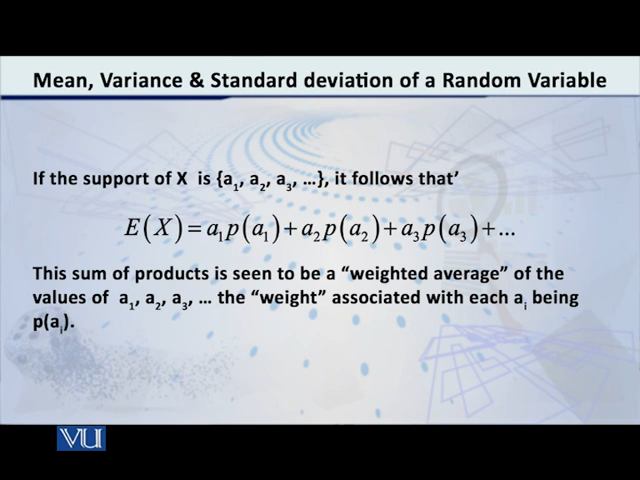 Mean, Variance & Standard deviation of a Random Variable
If the support of X is {a₁, a₂, a₃, ...}, it follows that’
E(X) = a₁p(a₁) + a₂p(a₂) + a₃p(a₃) + ...
This sum of products is seen to be a “weighted average” of the
values of a₁, a₂, a₃, ... the “weight” associated with each aᵢ being
p(aᵢ).
VU